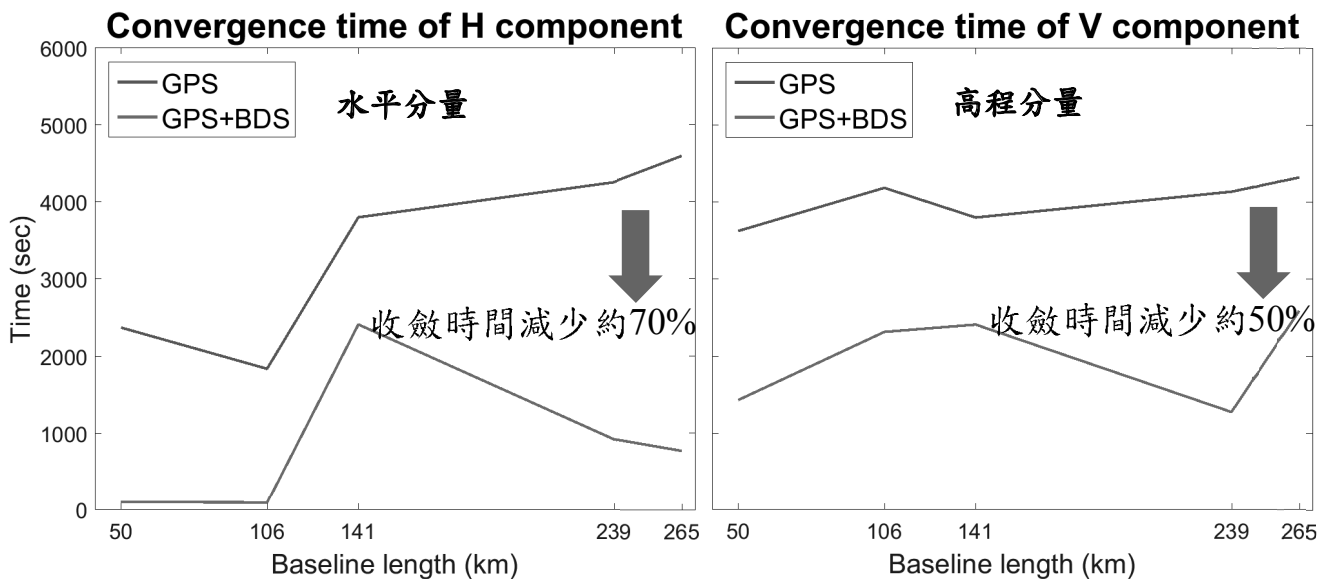 Convergence time of H component
6000
5000
4000
3000
2000
1000
0
Time (sec)
GPS
GPS+BDS
水平分量
收斂時間減少約70%
50 106 141 239 265
Baseline length (km)
Convergence time of V component
GPS
GPS+BDS
高程分量
收斂時間減少約50%
50 106 141 239 265
Baseline length (km)